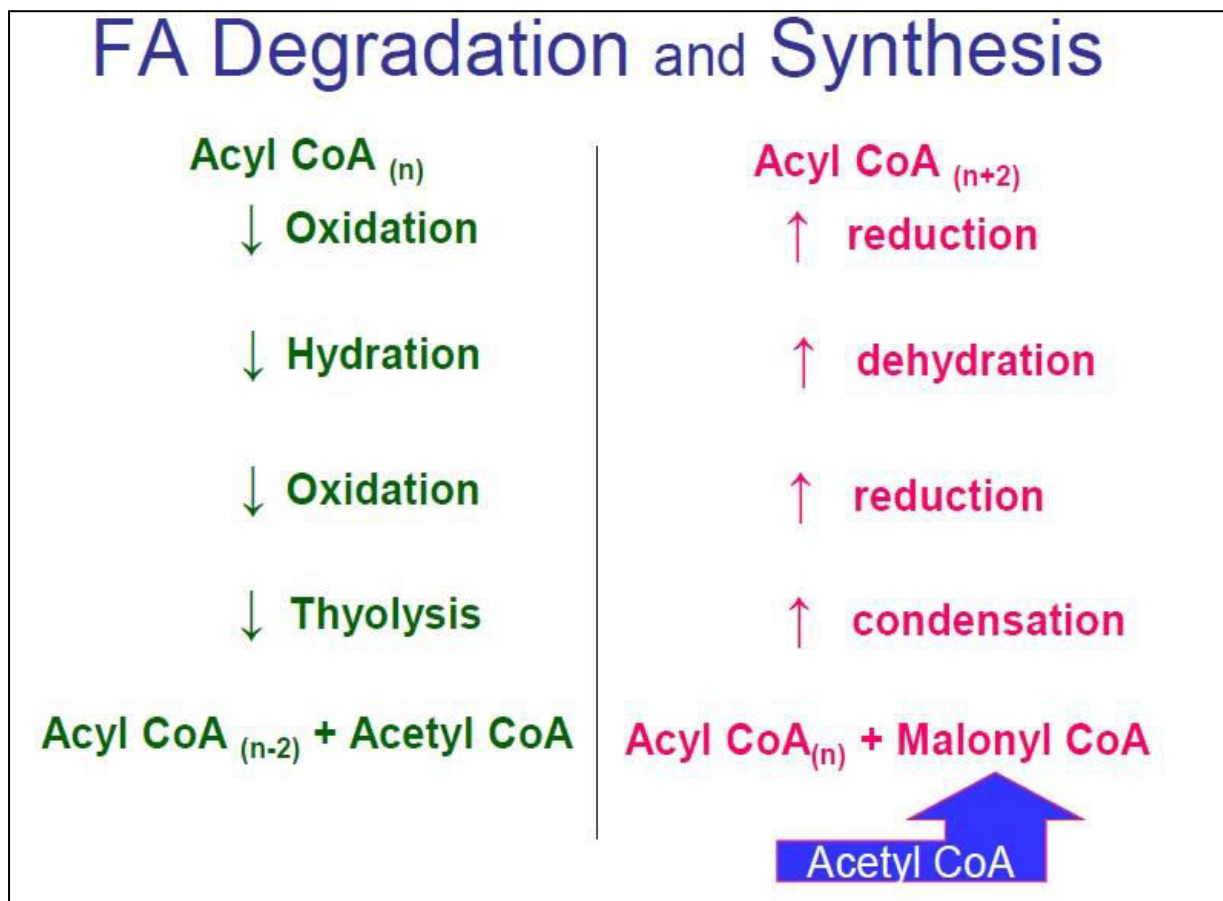 FA Degradation and Synthesis
Acyl CoA (n)
↓ Oxidation
↓ Hydration
↓ Oxidation
↓ Thyolysis
Acyl CoA (n-2) + Acetyl CoA
Acyl CoA (n+2)
↑ reduction
↑ dehydration
↑ reduction
↑ condensation
Acyl CoA(n) + Malonyl CoA
Acetyl CoA